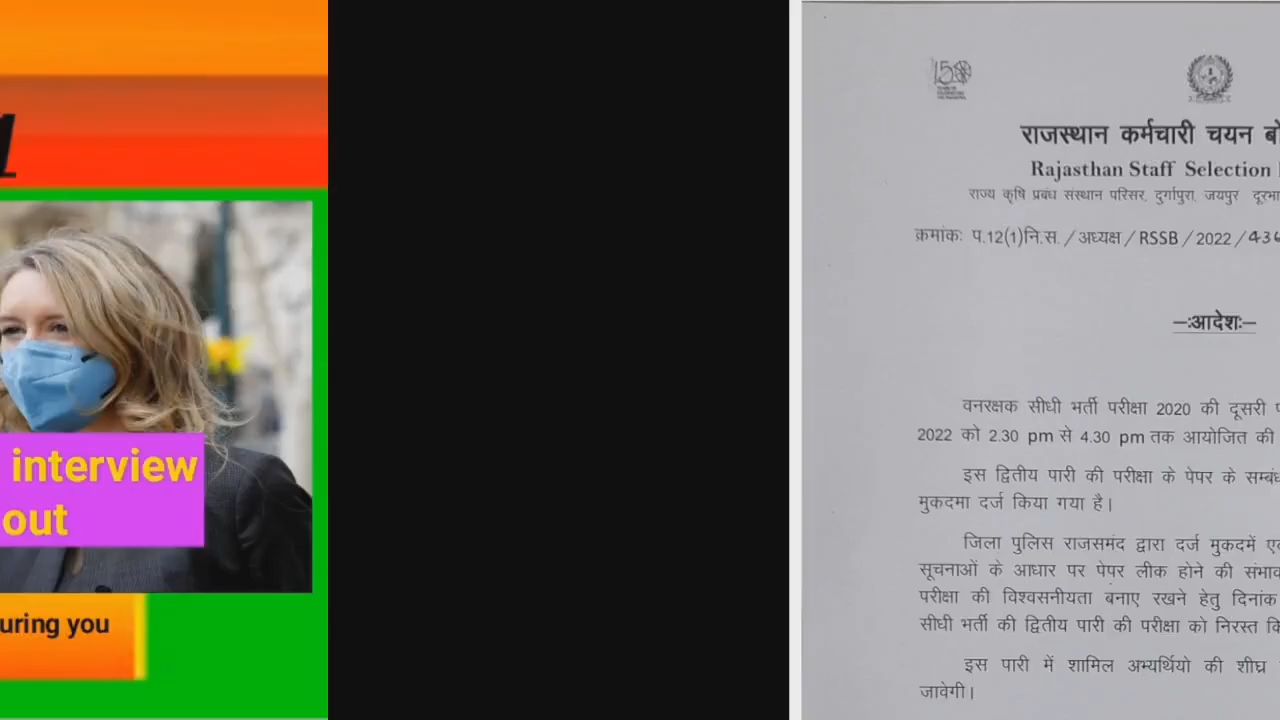 1
interview
out
uring you
150
राजस्थान कर्मचारी चयन बो
Rajasthan Staff Selection
राज्य कृषि प्रबंध संस्थान परिसर, दुर्गापुरा, जयपुर दूरभा
क्रमांकः प.12(1)नि.स. / अध्यक्ष / RSSB / 2022 / 436
—:आदेशः—
वनरक्षक सीधी भर्ती परीक्षा 2020 की दूसरी प
2022 को 2.30 pm से 4.30 pm तक आयोजित की
इस द्वितीय पारी की परीक्षा के पेपर के सम्बंध
मुकदमा दर्ज किया गया है।
जिला पुलिस राजसमंद द्वारा दर्ज मुकदमें ए
सूचनाओं के आधार पर पेपर लीक होने की संभाव
परीक्षा की विश्वसनीयता बनाए रखने हेतु दिनांक
सीधी भर्ती की द्वितीय पारी की परीक्षा को निरस्त कि
इस पारी में शामिल अभ्यर्थियो की शीघ्र
जावेगी।